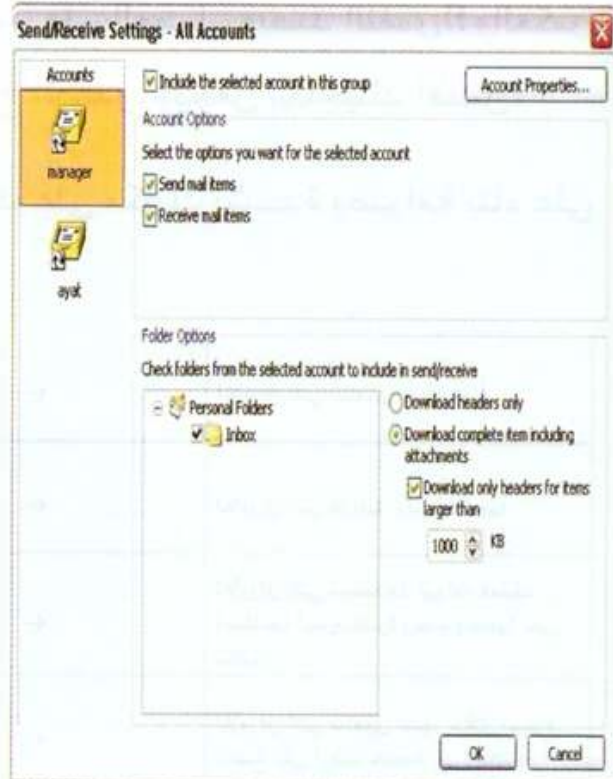 Send/Receive Settings - All Accounts
Accounts
manager
ayat
Include the selected account in this group
Account Properties...
Account Options
Select the options you want for the selected account
Send mail items
Receive mail items
Folder Options
Check folders from the selected account to include in send/receive
Personal Folders
Inbox
Download headers only
Download complete item including
attachments
Download only headers for items
larger than
1000 KB
OK
Cancel